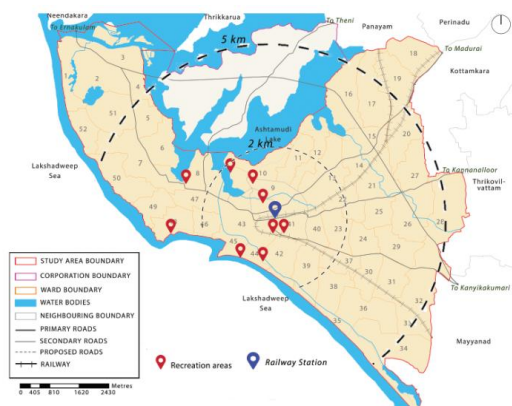 Neendakara
Thrikkarua
To Theni
Panayam
Perinadu
To Ernakulam
5 km
To Madurai
Kottamkara
18
19
17
16
20
27
1
2
3
4
51
52
5
6
7
8
50
49
47
46
2 km
Ashtamudi
Lake
10
9
11
12
13
14
15
21
28
26
To Kannanalloor
Thrikovil-
vattam
22
25
23
24
29
40
41
43
45
44
42
39
30
38
37
36
31
35
32
33
34
Lakshadweep
Sea
Lakshadweep
Sea
To Kanyikakumari
Mayyanad
STUDY AREA BOUNDARY
CORPORATION BOUNDARY
WARD BOUNDARY
WATER BODIES
NEIGHBOURING BOUNDARY
PRIMARY ROADS
SECONDARY ROADS
PROPOSED ROADS
RAILWAY
Recreation areas
Railway Station
Metres
0 405 810 1620 2430